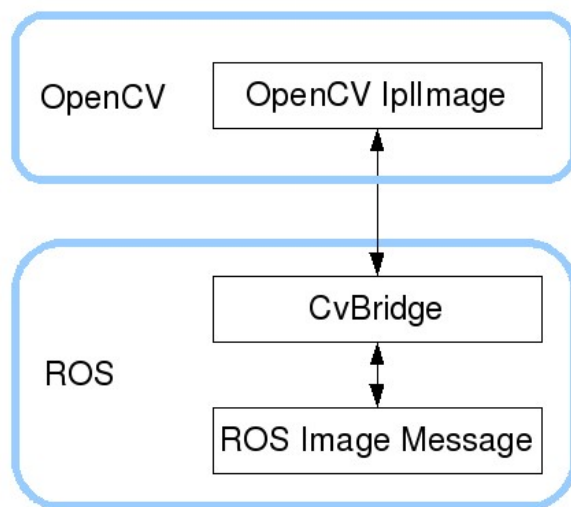 OpenCV
OpenCV IplImage
CvBridge
ROS
ROS Image Message